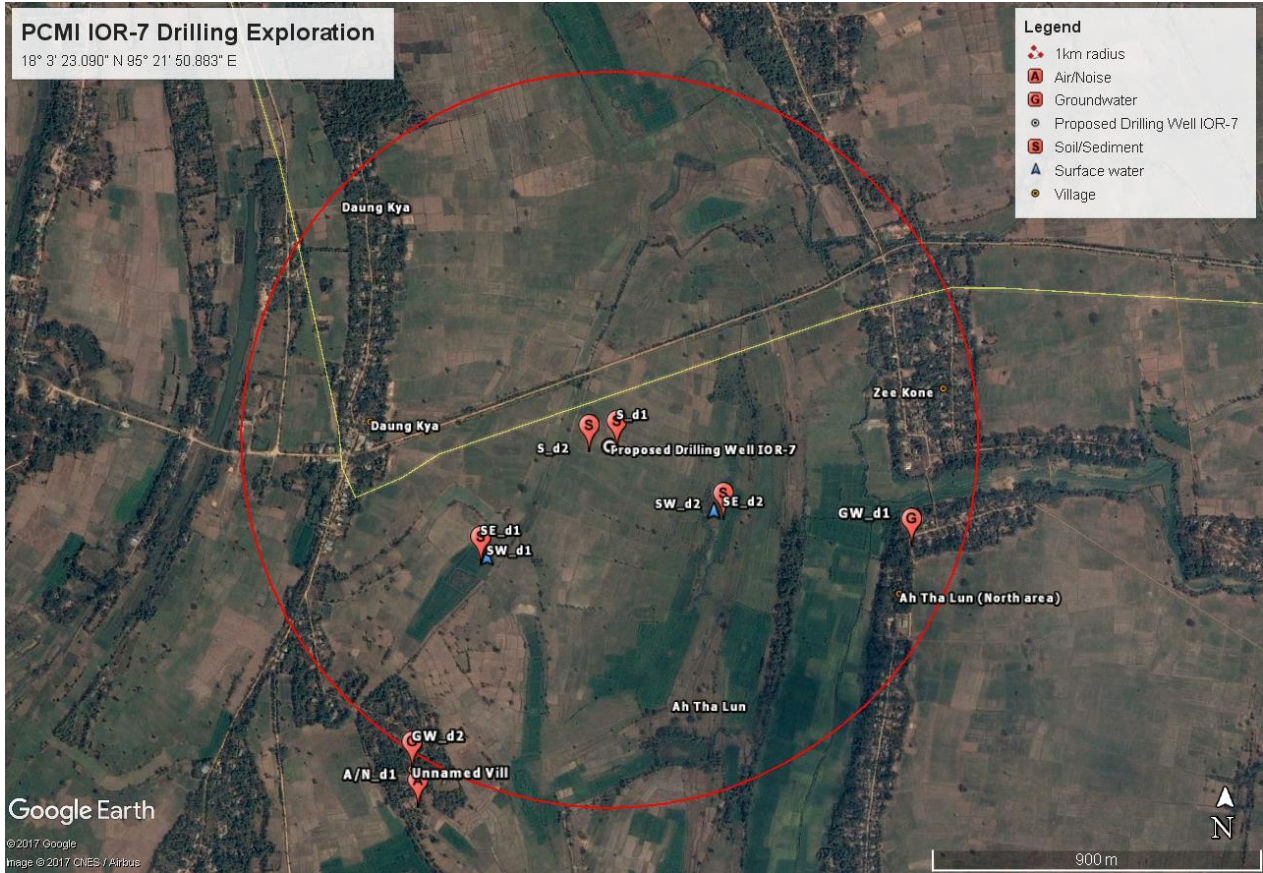 PCMI IOR-7 Drilling Exploration
18° 3' 23.090" N 95° 21' 50.883" E
Legend
1km radius
A Air/Noise
G Groundwater
Proposed Drilling Well IOR-7
S Soil/Sediment
Surface water
Village
Daung Kya
Zee Kone
S S S_d1
Daung Kya
S_d2
Proposed Drilling Well IOR-7
S
SW_d2 SE_d2
GW_d1 G
SE_d1
S
SW_d1
Ah Tha Lun (North area)
Ah Tha Lun
GW_d2
G
A/N_d1 Unnamed Vill
Google Earth
N
© 2017 Google
Image © 2017 CNES / Airbus
900 m